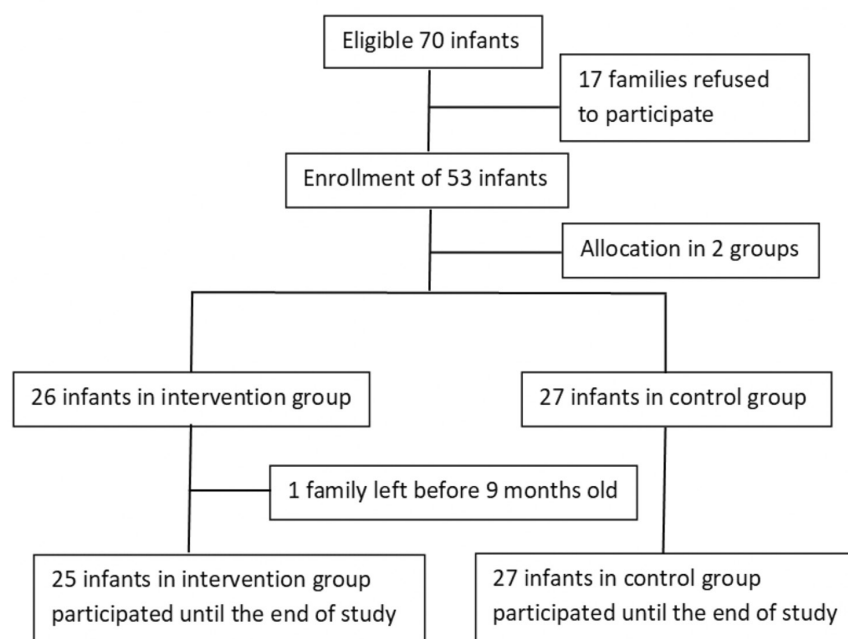 Eligible 70 infants
17 families refused
to participate
Enrollment of 53 infants
Allocation in 2 groups
26 infants in intervention group
27 infants in control group
1 family left before 9 months old
25 infants in intervention group
participated until the end of study
27 infants in control group
participated until the end of study